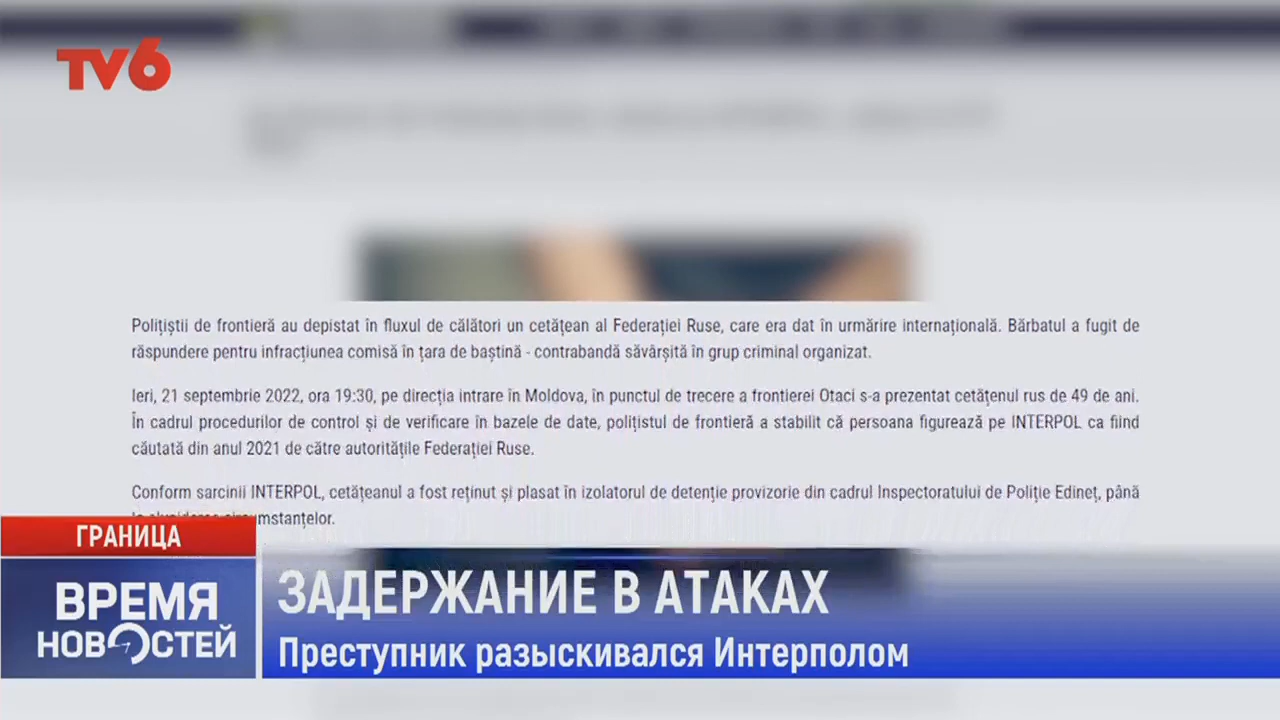 TV6
Polițiștii de frontieră au depistat în fluxul de călători un cetățean al Federației Ruse, care era dat în urmărire internațională. Bărbatul a fugit de
răspundere pentru infracțiunea comisă în țara de baștină - contrabandă săvârșită în grup criminal organizat.
Ieri, 21 septembrie 2022, ora 19:30, pe direcția intrare în Moldova, în punctul de trecere a frontierei Otaci s-a prezentat cetățenul rus de 49 de ani.
În cadrul procedurilor de control și de verificare în bazele de date, polițistul de frontieră a stabilit că persoana figurează pe INTERPOL ca fiind
căutată din anul 2021 de către autoritățile Federației Ruse.
Conform sarcinii INTERPOL, cetățeanul a fost reținut și plasat în izolatorul de detenție provizorie din cadrul Inspectoratului de Poliție Edineț, până
ГРАНИЦА
ВРЕМЯ
НОВОСТЕЙ
ЗАДЕРЖАНИЕ В АТАКАХ
Преступник разыскивался Интерполом